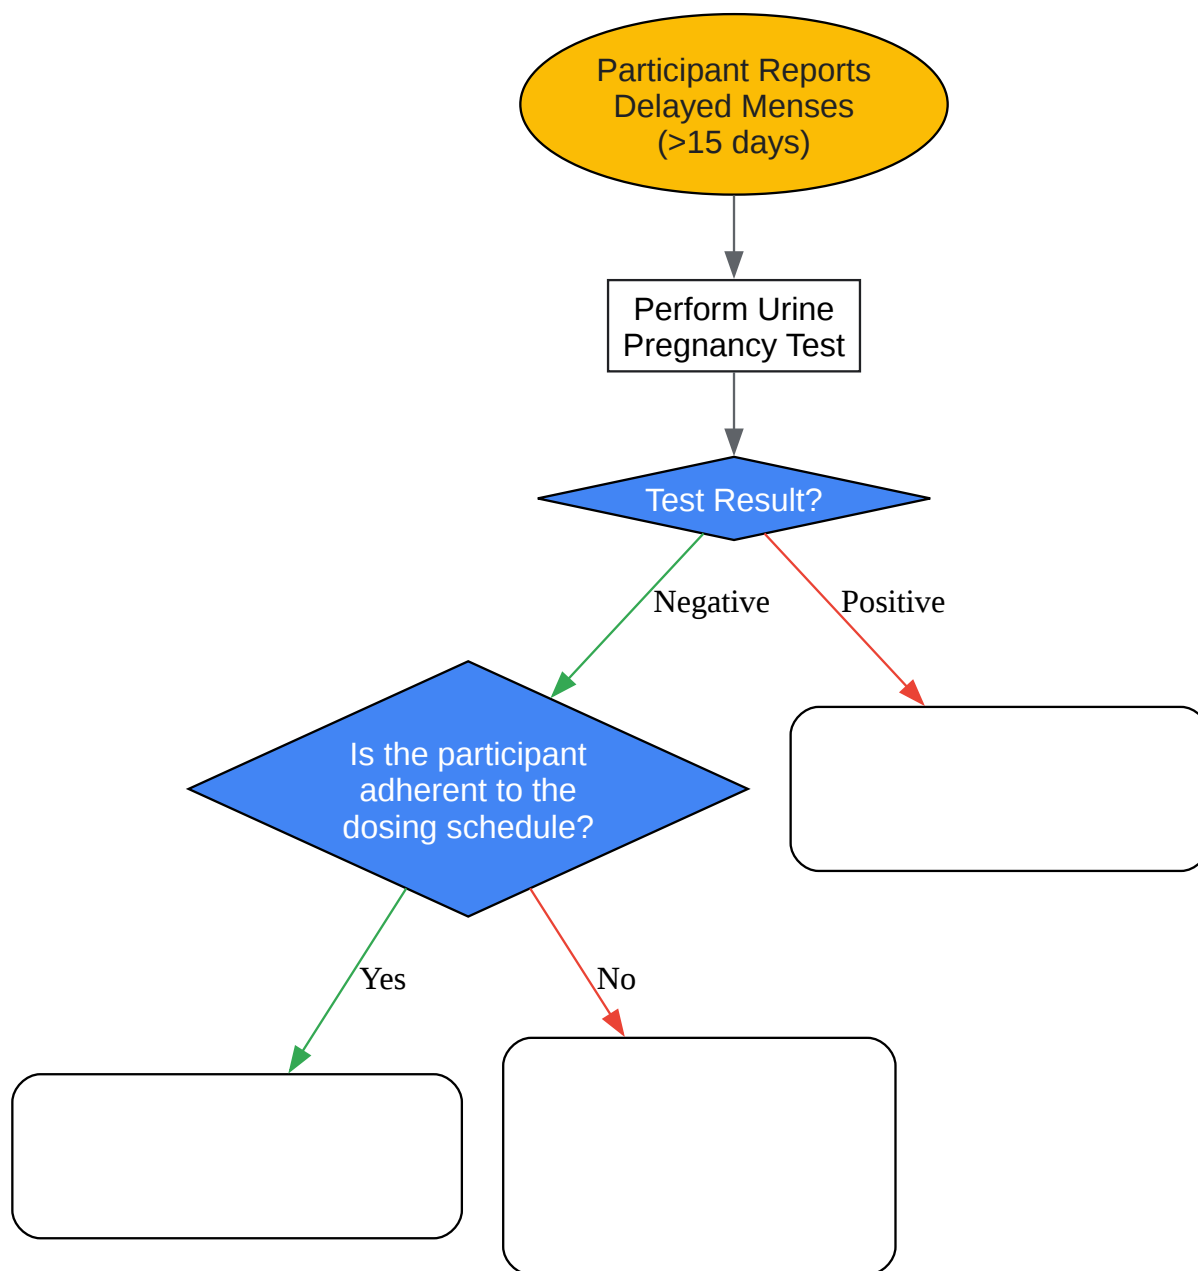 Participant Reports
Delayed Menses
(>15 days)
Perform Urine
Pregnancy Test
Test Result?
Negative
Positive
Is the participant
adherent to the
dosing schedule?
Yes
No